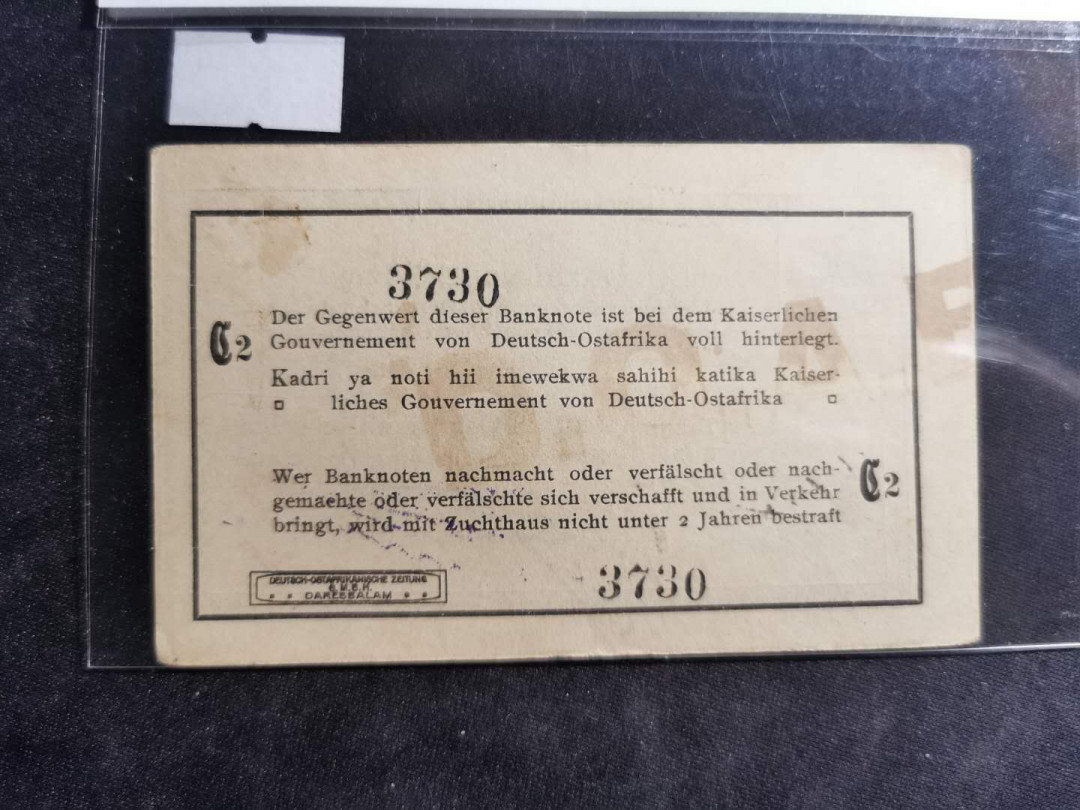 3730
Der Gegenwert dieser Banknote ist bei dem Kaiserlichen
C2
Gouvernement von Deutsch-Ostafrika voll hinterlegt.
Kadri ya noti hii imewekwa sahihi katika Kaiser-
liches Gouvernement von Deutsch-Ostafrika
Wer Banknoten nachmacht oder verfälscht oder nach-
C2
gemachte oder verfälschte sich verschafft und in Verkehr
bringt, wird mit Zuchthaus nicht unter 2 Jahren bestraft
3730
DEUTSCH-OSTAFRIKANISCHE ZEITUNG
G.M.B.H.
DARESSALAM